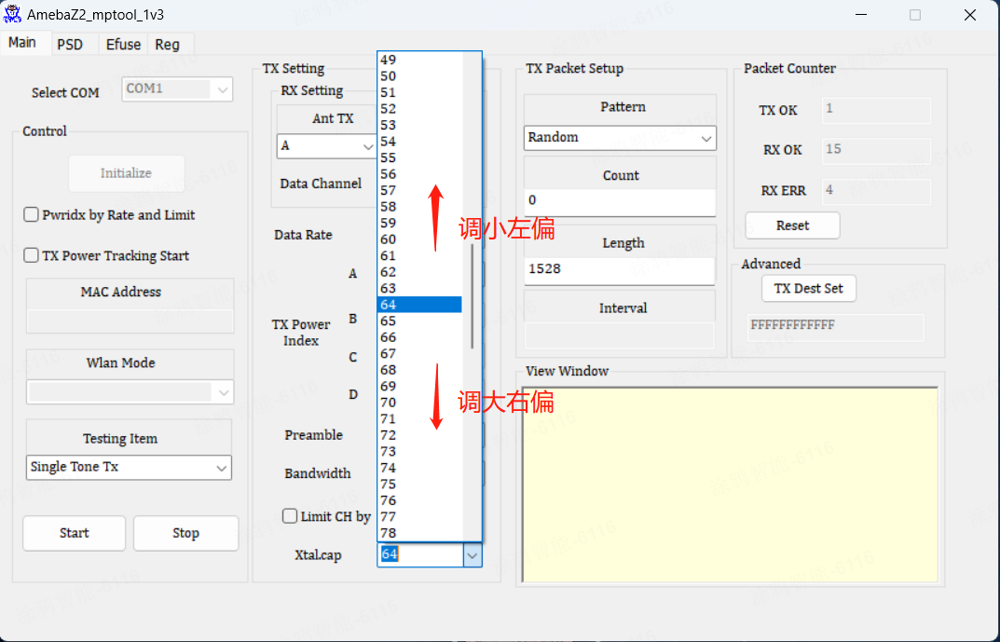 AmebaZ2_mptool_1v3
Main
PSD
Efuse
Reg
Select COM
COM1
Control
Initialize
Pwridx by Rate and Limit
TX Power Tracking Start
MAC Address
Wlan Mode
Testing Item
Single Tone Tx
Start
Stop
TX Setting
RX Setting
Ant TX
A
Data Channel
Data Rate
A
TX Power
Index
B
C
D
Preamble
Bandwidth
Limit CH by
Xtal.cap
64
49
50
51
52
53
54
55
56
57
58
59
60
61
62
63
64
65
66
67
68
69
70
71
72
73
74
75
76
77
78
调小左偏
调大右偏
TX Packet Setup
Pattern
Random
Count
0
Length
1528
Interval
Packet Counter
TX OK
1
RX OK
15
RX ERR
4
Reset
Advanced
TX Dest Set
FFFFFFFFFFFF
View Window